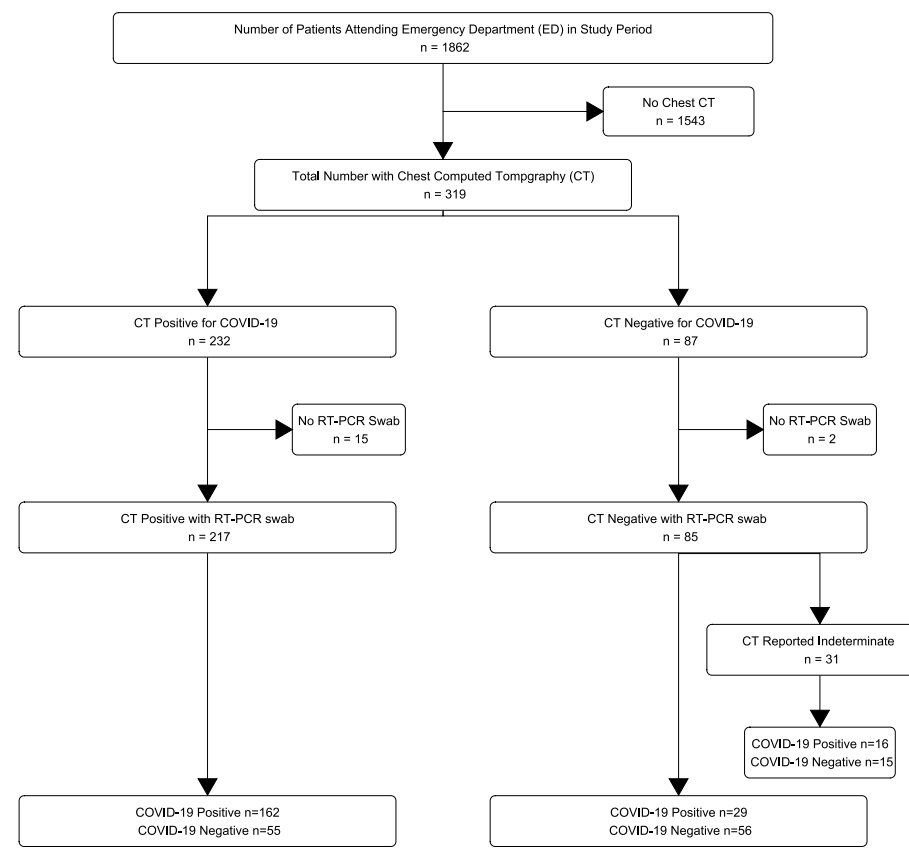 Number of Patients Attending Emergency Department (ED) in Study Period
n = 1862
No Chest CT
n = 1543
Total Number with Chest Computed Tompgraphy (CT)
n = 319
CT Positive for COVID-19
n = 232
CT Negative for COVID-19
n = 87
No RT-PCR Swab
n = 15
No RT-PCR Swab
n = 2
CT Positive with RT-PCR swab
n = 217
CT Negative with RT-PCR swab
n = 85
CT Reported Indeterminate
n = 31
COVID-19 Positive n=16
COVID-19 Negative n=15
COVID-19 Positive n=162
COVID-19 Negative n=55
COVID-19 Positive n=29
COVID-19 Negative n=56